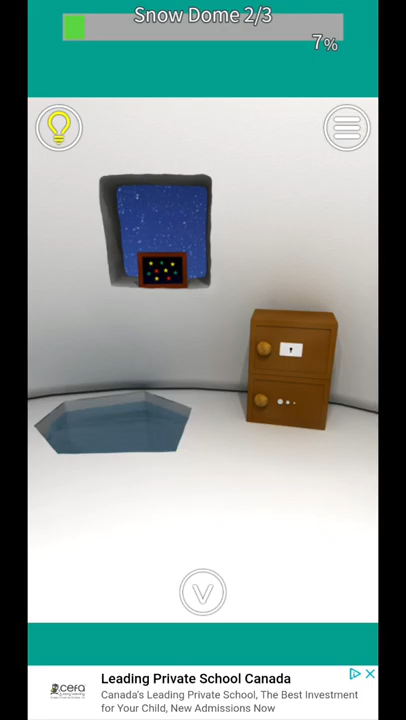 Snow Dome 2/3
7%
Leading Private School Canada
Canada's Leading Private School, The Best Investment
for Your Child, New Admissions Now
cefa